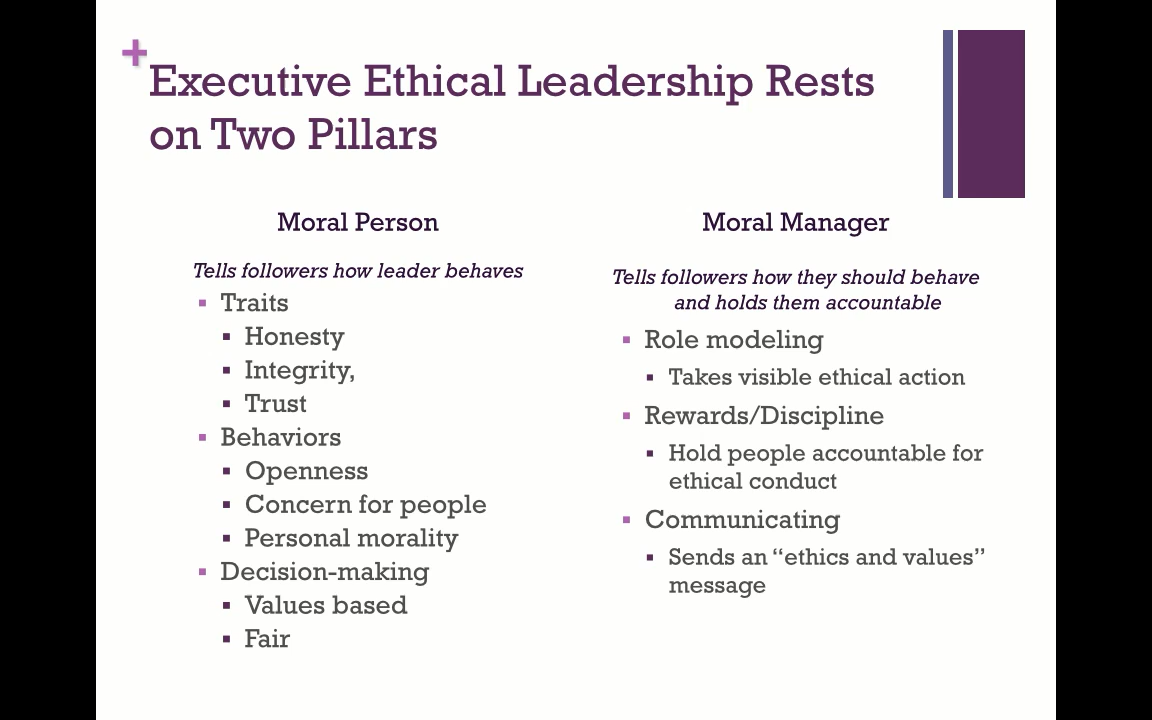 Executive Ethical Leadership Rests
on Two Pillars
Moral Person
Tells followers how leader behaves
Traits
Honesty
Integrity,
Trust
Behaviors
Openness
Concern for people
Personal morality
Decision-making
Values based
Fair
Moral Manager
Tells followers how they should behave
and holds them accountable
Role modeling
Takes visible ethical action
Rewards/Discipline
Hold people accountable for
ethical conduct
Communicating
Sends an “ethics and values”
message